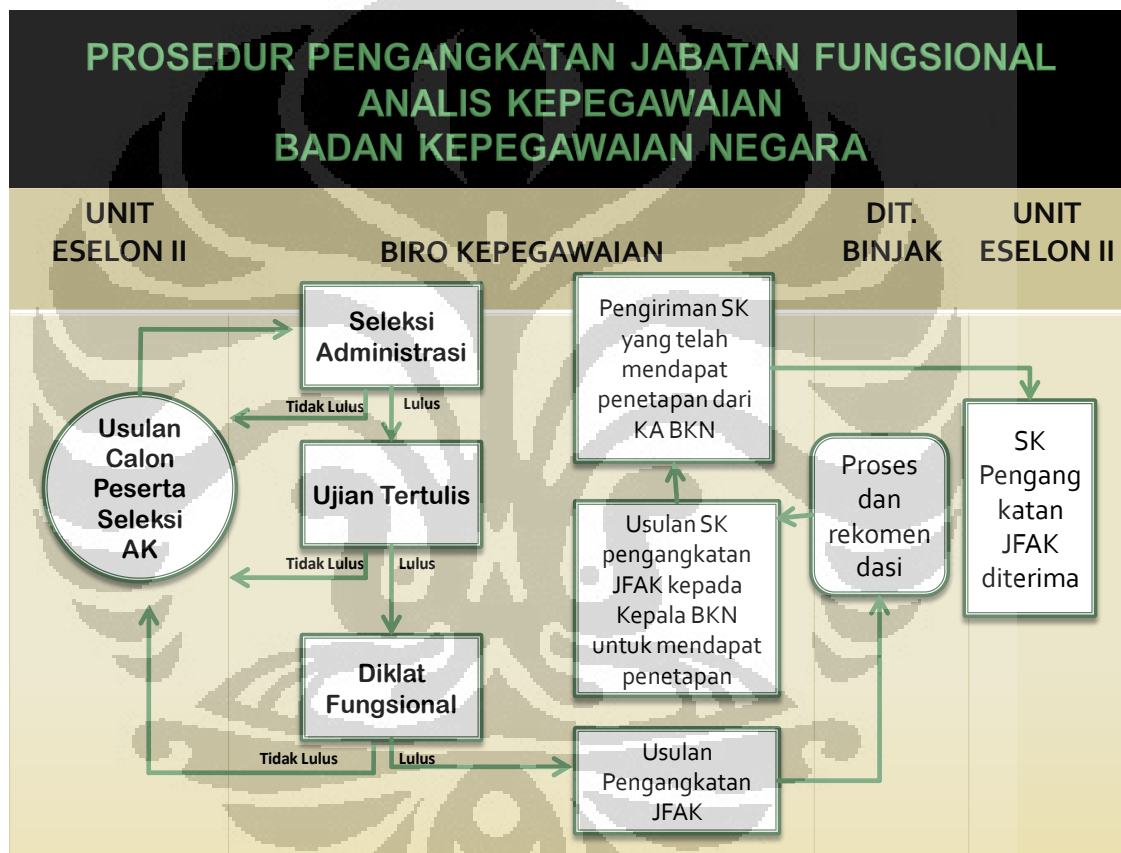 PROSEDUR PENGANGKATAN JABATAN FUNGSIONAL
ANALIS KEPEGAWAIAN
BADAN KEPEGAWAIAN NEGARA
UNIT
ESELON II
BIRO KEPEGAWAIAN
DIT.
BINJAK
UNIT
ESELON II
Usulan
Calon
Peserta
Seleksi
AK
Seleksi
Administrasi
Tidak Lulus
Lulus
Ujian Tertulis
Tidak Lulus
Lulus
Diklat
Fungsional
Tidak Lulus
Lulus
Usulan
Pengangkatan
JFAK
Proses
dan
rekomen
dasi
Usulan SK
pengangkatan
JFAK kepada
Kepala BKN
untuk mendapat
penetapan
Pengiriman SK
yang telah
mendapat
penetapan dari
KA BKN
SK
Pengang
katan
JFAK
diterima